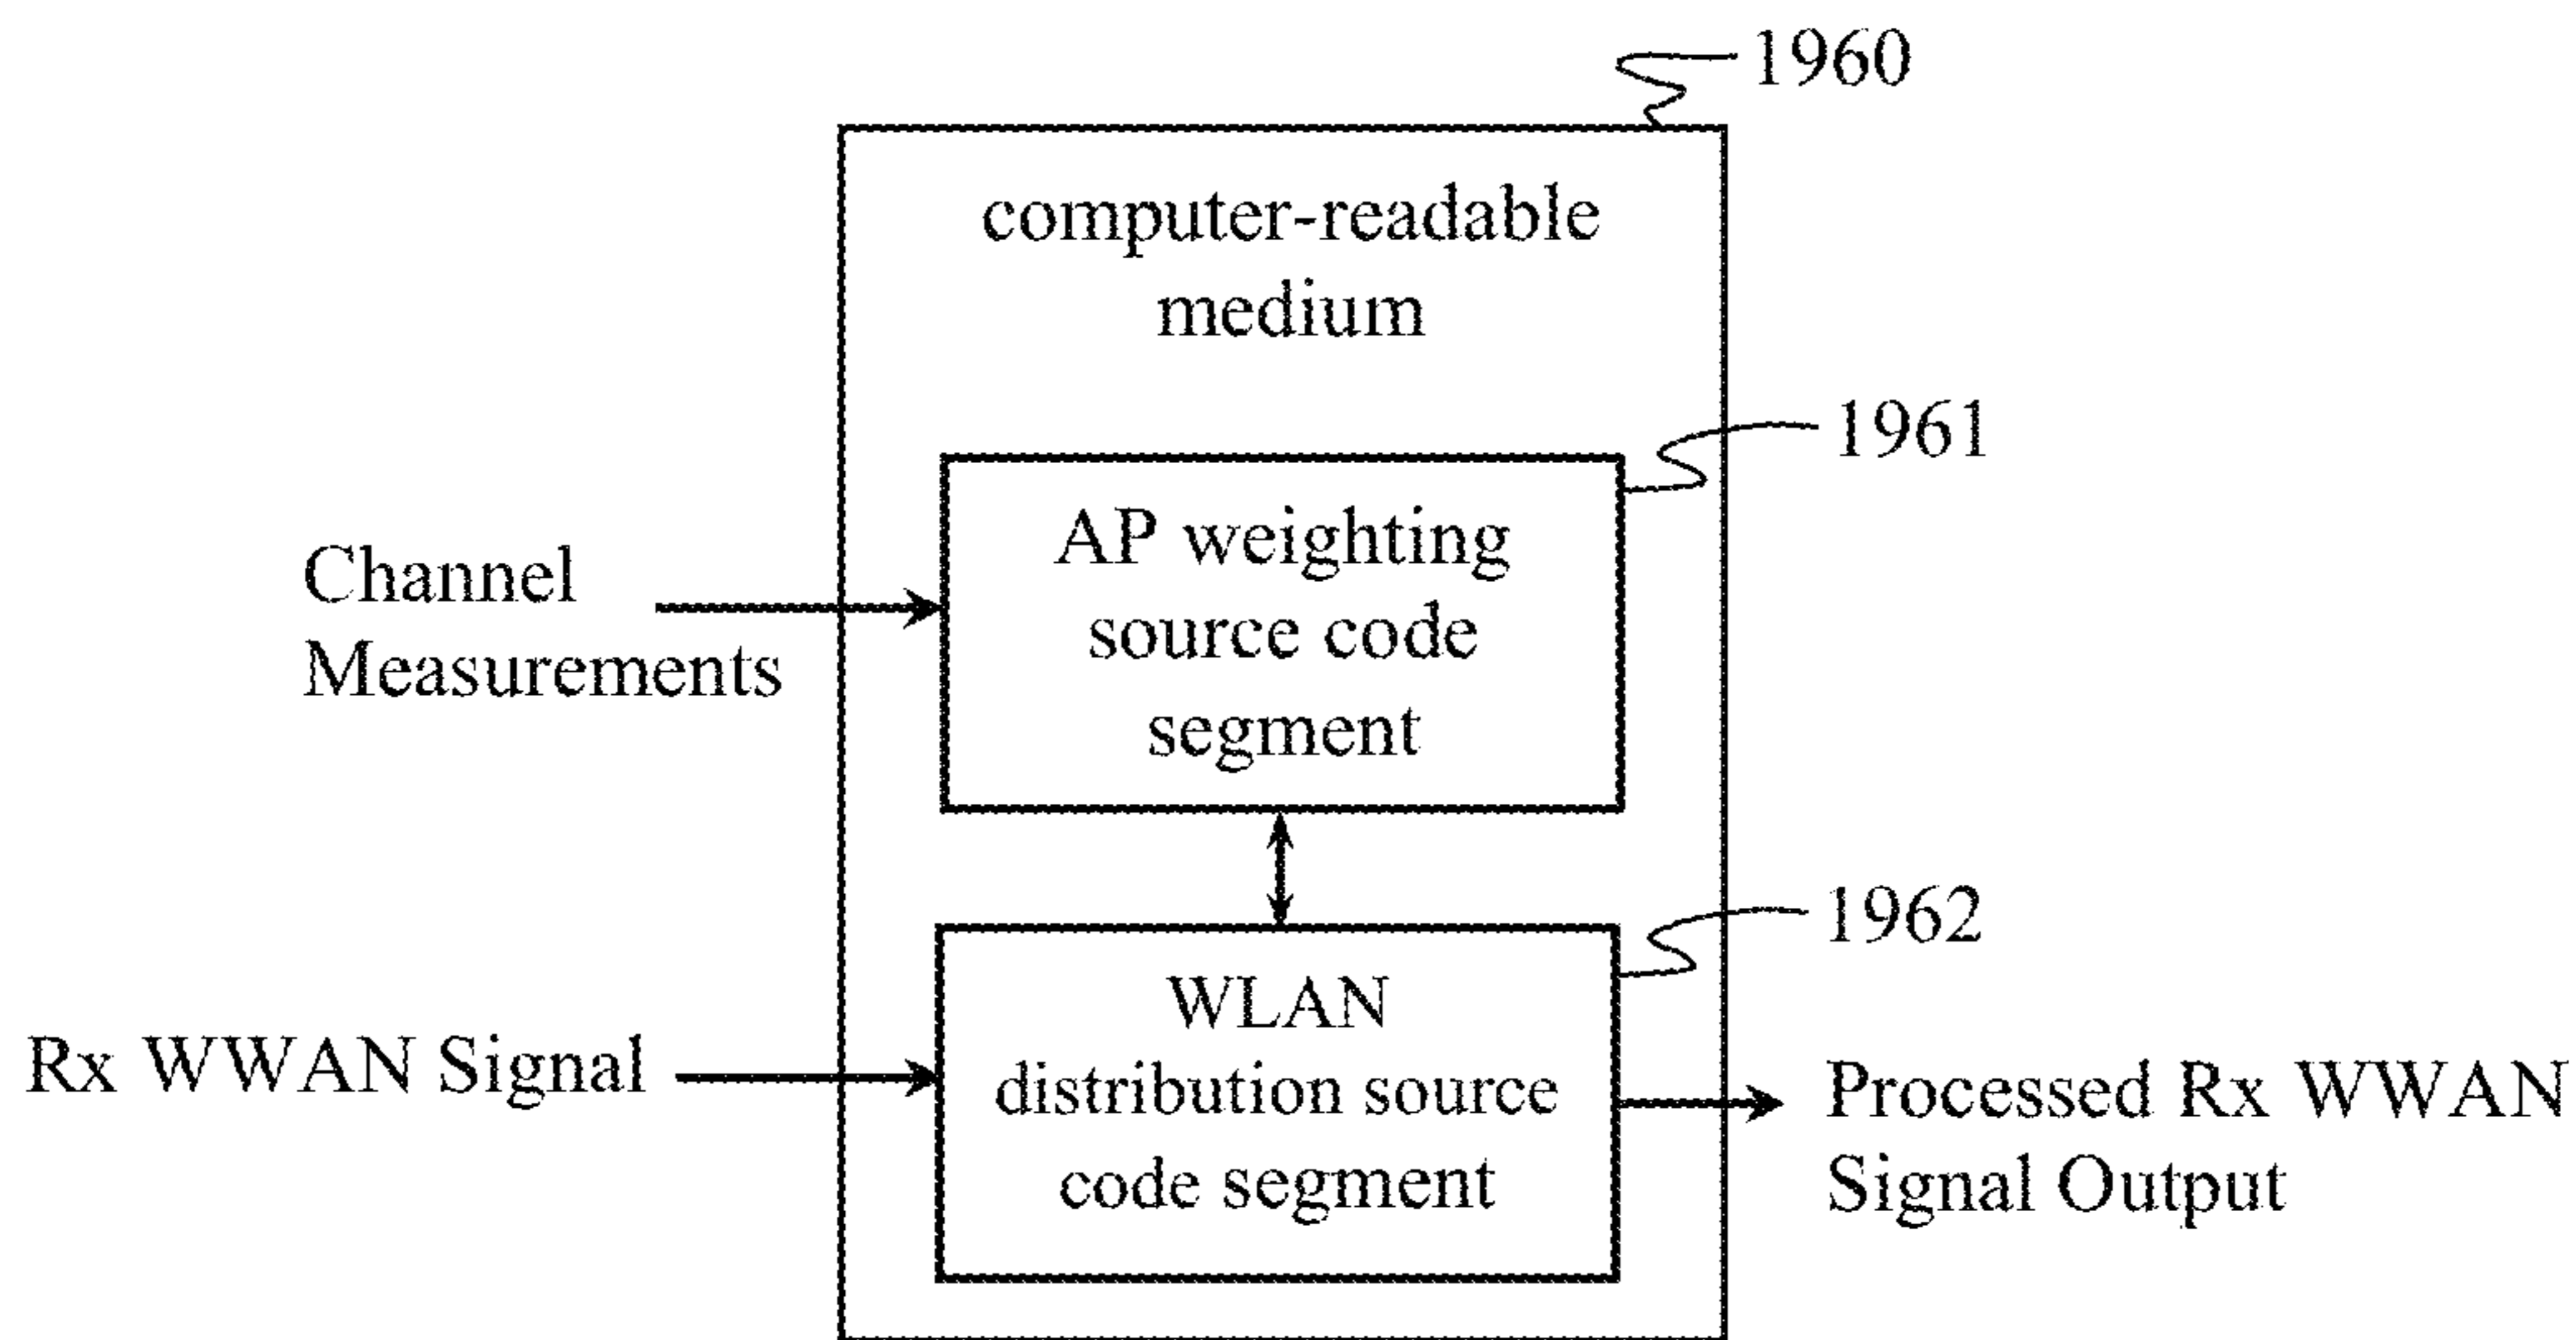 1960
computer-readable
medium
1961
AP weighting
source code
segment
Channel
Measurements
1962
WLAN
distribution source
code segment
Rx WWAN Signal
Processed Rx WWAN
Signal Output